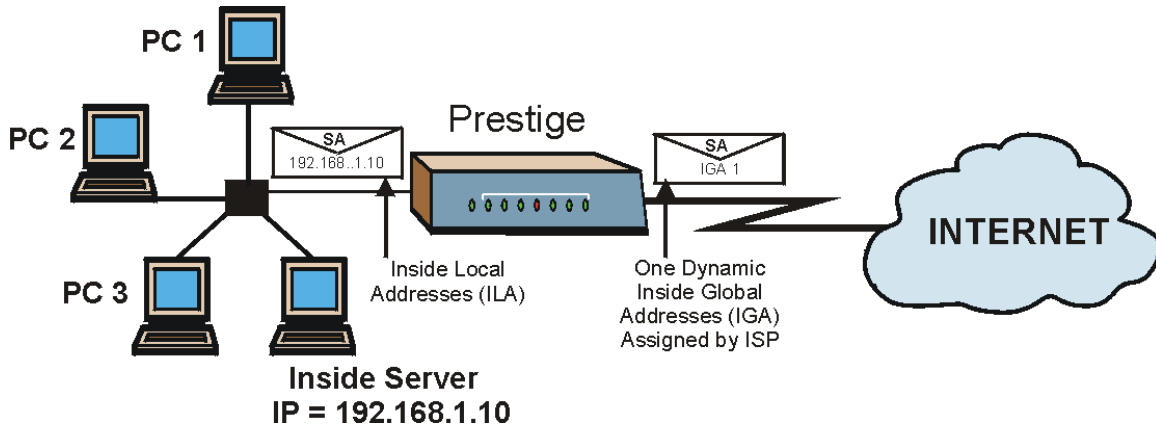 PC 1
PC 2
PC 3
Inside Server
IP = 192.168.1.10
SA
192.168..1.10
Inside Local
Addresses (ILA)
Prestige
SA
IGA 1
One Dynamic
Inside Global
Addresses (IGA)
Assigned by ISP
INTERNET